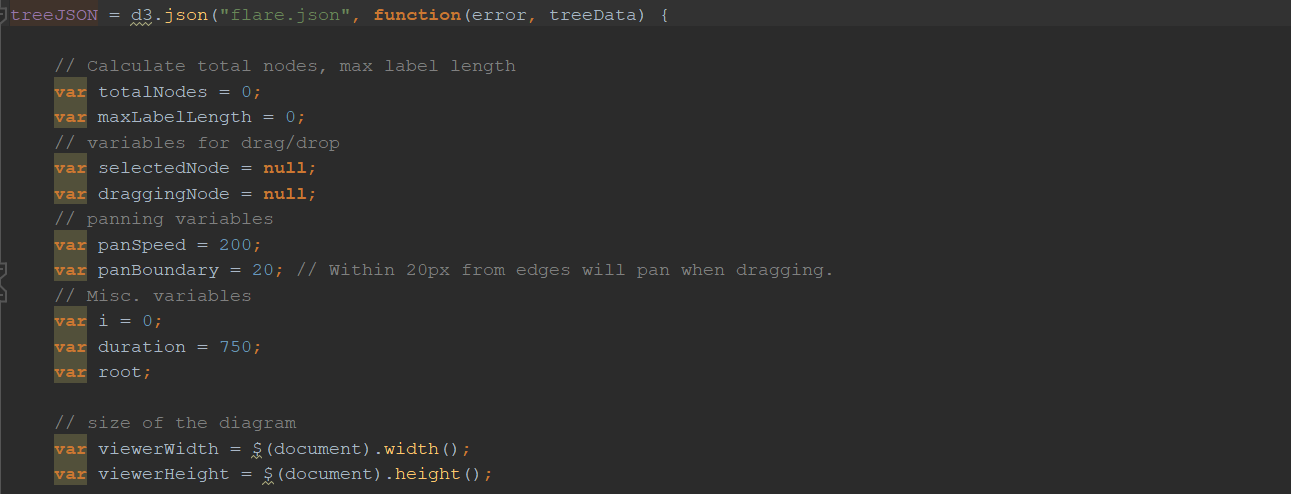 treeJSON = d3.json("flare.json", function(error, treeData) {
// Calculate total nodes, max label length
var totalNodes = 0;
var maxLabelLength = 0;
// variables for drag/drop
var selectedNode = null;
var draggingNode = null;
// panning variables
var panSpeed = 200;
var panBoundary = 20; // Within 20px from edges will pan when dragging.
// Misc. variables
var i = 0;
var duration = 750;
var root;
// size of the diagram
var viewerWidth = $(document).width();
var viewerHeight = $(document).height();